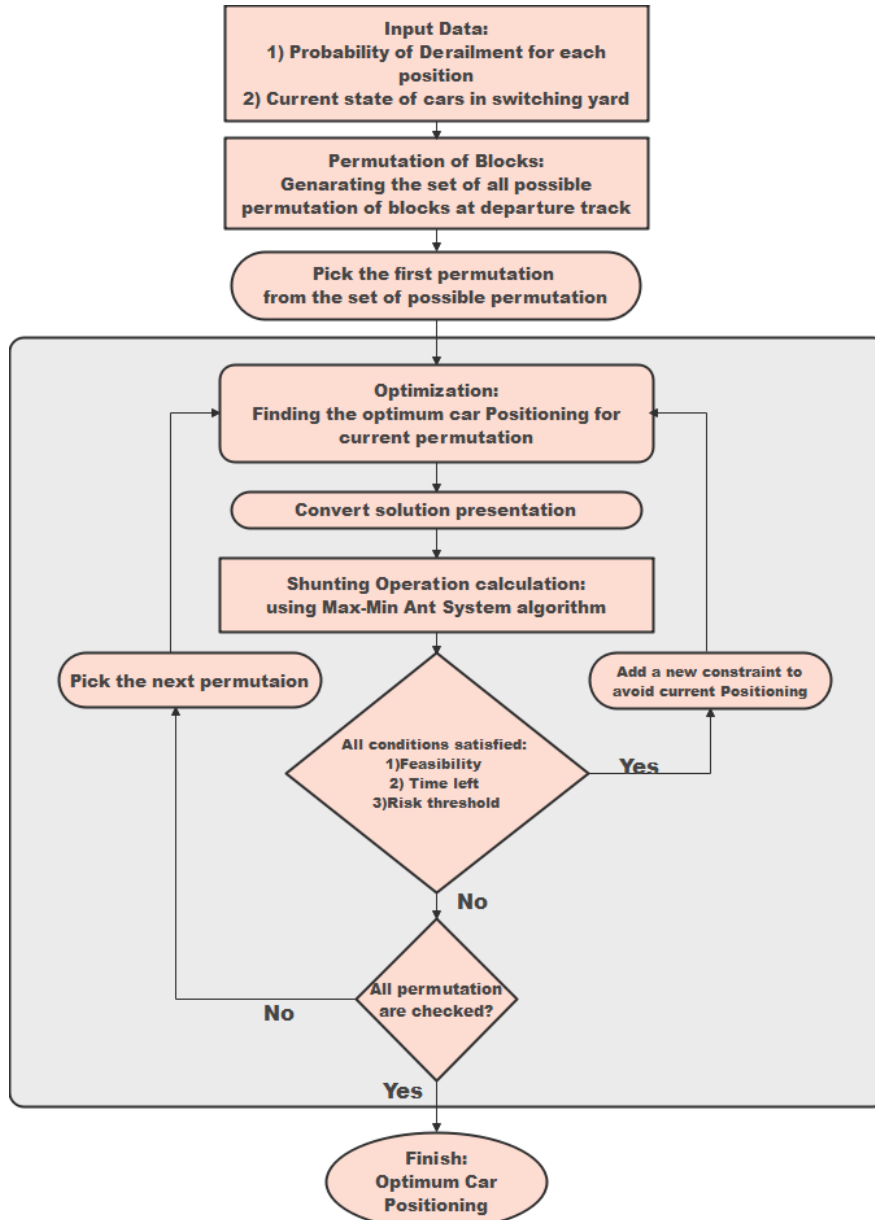 Input Data:
1) Probability of Derailment for each
position
2) Current state of cars in switching yard
Permutation of Blocks:
Genarating the set of all possible
permutation of blocks at departure track
Pick the first permutation
from the set of possible permutation
Optimization:
Finding the optimum car Positioning for
current permutation
Convert solution presentation
Shunting Operation calculation:
using Max-Min Ant System algorithm
Pick the next permutaion
Add a new constraint to
avoid current Positioning
All conditions satisfied:
1)Feasibility
2) Time left
3)Risk threshold
Yes
No
All permutation
are checked?
No
Yes
Finish:
Optimum Car
Positioning